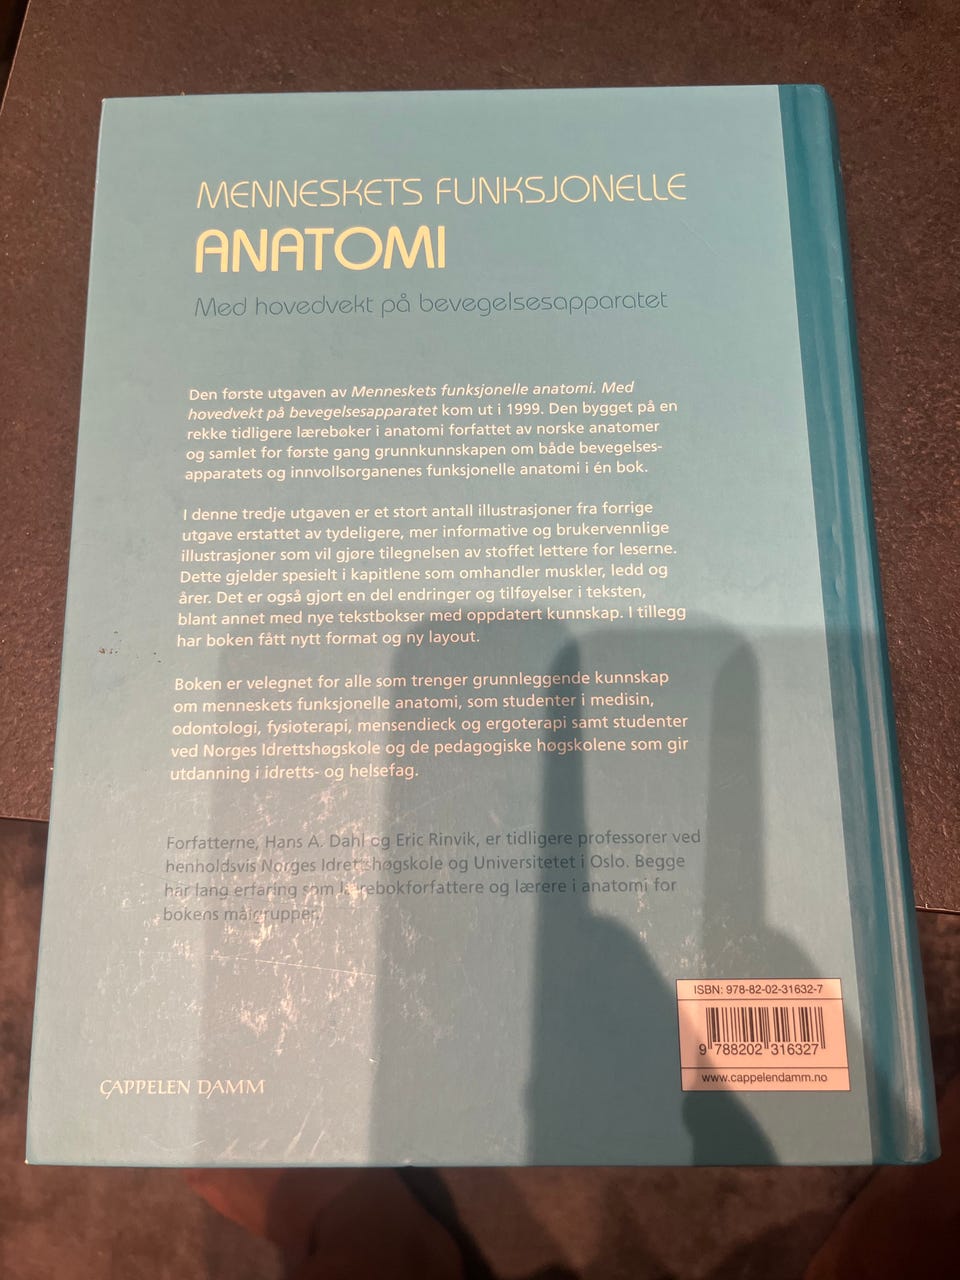 MENNESKETS FUNKSJONELLE
ANATOMI
Med hovedvekt på bevegelsesapparatet
Den første utgaven av Menneskets funksjonelle anatomi. Med
hovedvekt på bevegelsesapparatet kom ut i 1999. Den bygget på en
rekke tidligere lærebøker i anatomi forfattet av norske anatomer
og samlet for første gang grunnkunnskapen om både bevegelses-
apparatets og innvollsorganenes funksjonelle anatomi i én bok.
I denne tredje utgaven er et stort antall illustrasjoner fra forrige
utgave erstattet av tydeligere, mer informative og brukervennlige
illustrasjoner som vil gjøre tilegnelsen av stoffet lettere for leserne.
Dette gjelder spesielt i kapitlene som omhandler muskler, ledd og
årer. Det er også gjort en del endringer og tilføyelser i teksten,
blant annet med nye tekstbokser med oppdatert kunnskap. I tillegg
har boken fått nytt format og ny layout.
Boken er velegnet for alle som trenger grunnleggende kunnskap
om menneskets funksjonelle anatomi, som studenter i medisin,
odontologi, fysioterapi, mensendieck og ergoterapi samt studenter
ved Norges Idrettshøgskole og de pedagogiske høgskolene som gir
utdanning i idretts- og helsefag.
Forfatterne, Hans A. Dahl og Eric Rinvik, er tidligere professorer ved
henholdsvis Norges Idrettshøgskole og Universitetet i Oslo. Begge
har lang erfaring som lærebokforfattere og lærere i anatomi for
bokens målgrupper.
ISBN: 978-82-02-31632-7
9 788202 316327
www.cappelendamm.no
CAPPELEN DAMM